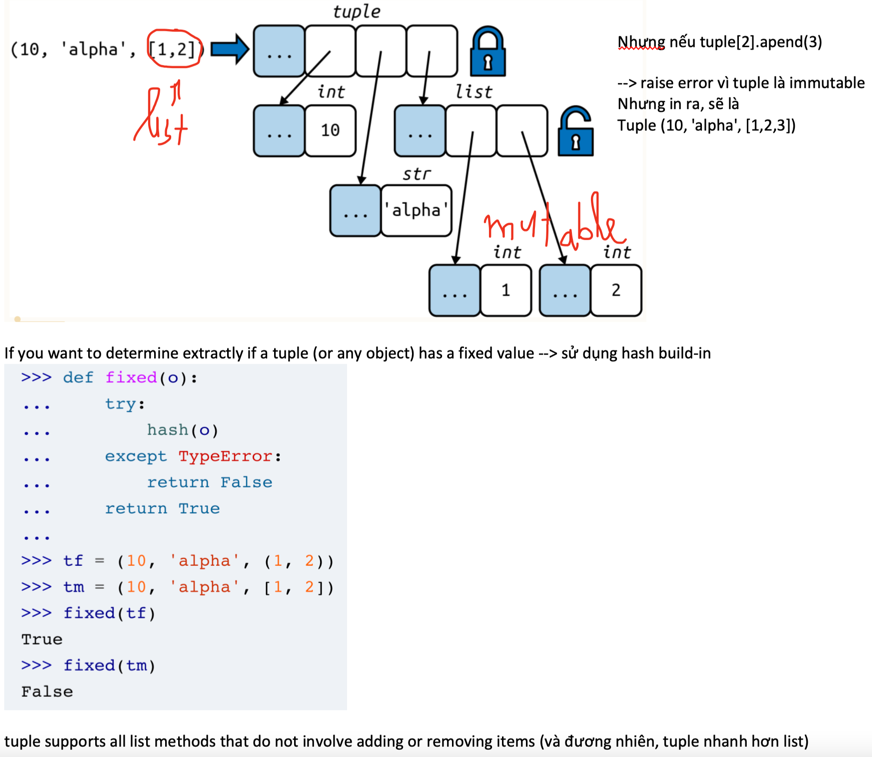 tuple
(10, 'alpha', [1,2])
...
int
list
... 10
...
str
... 'alpha'
list
mutable
int
int
... 1
... 2
Nhưng nếu tuple[2].apend(3)
--> raise error vì tuple là immutable
Nhưng in ra, sẽ là
Tuple (10, 'alpha', [1,2,3])
If you want to determine extractly if a tuple (or any object) has a fixed value --> sử dụng hash build-in
>>> def fixed(o):
...     try:
...         hash(o)
...     except TypeError:
...         return False
...     return True
...
>>> tf = (10, 'alpha', (1, 2))
>>> tm = (10, 'alpha', [1, 2])
>>> fixed(tf)
True
>>> fixed(tm)
False
tuple supports all list methods that do not involve adding or removing items (và đương nhiên, tuple nhanh hơn list)